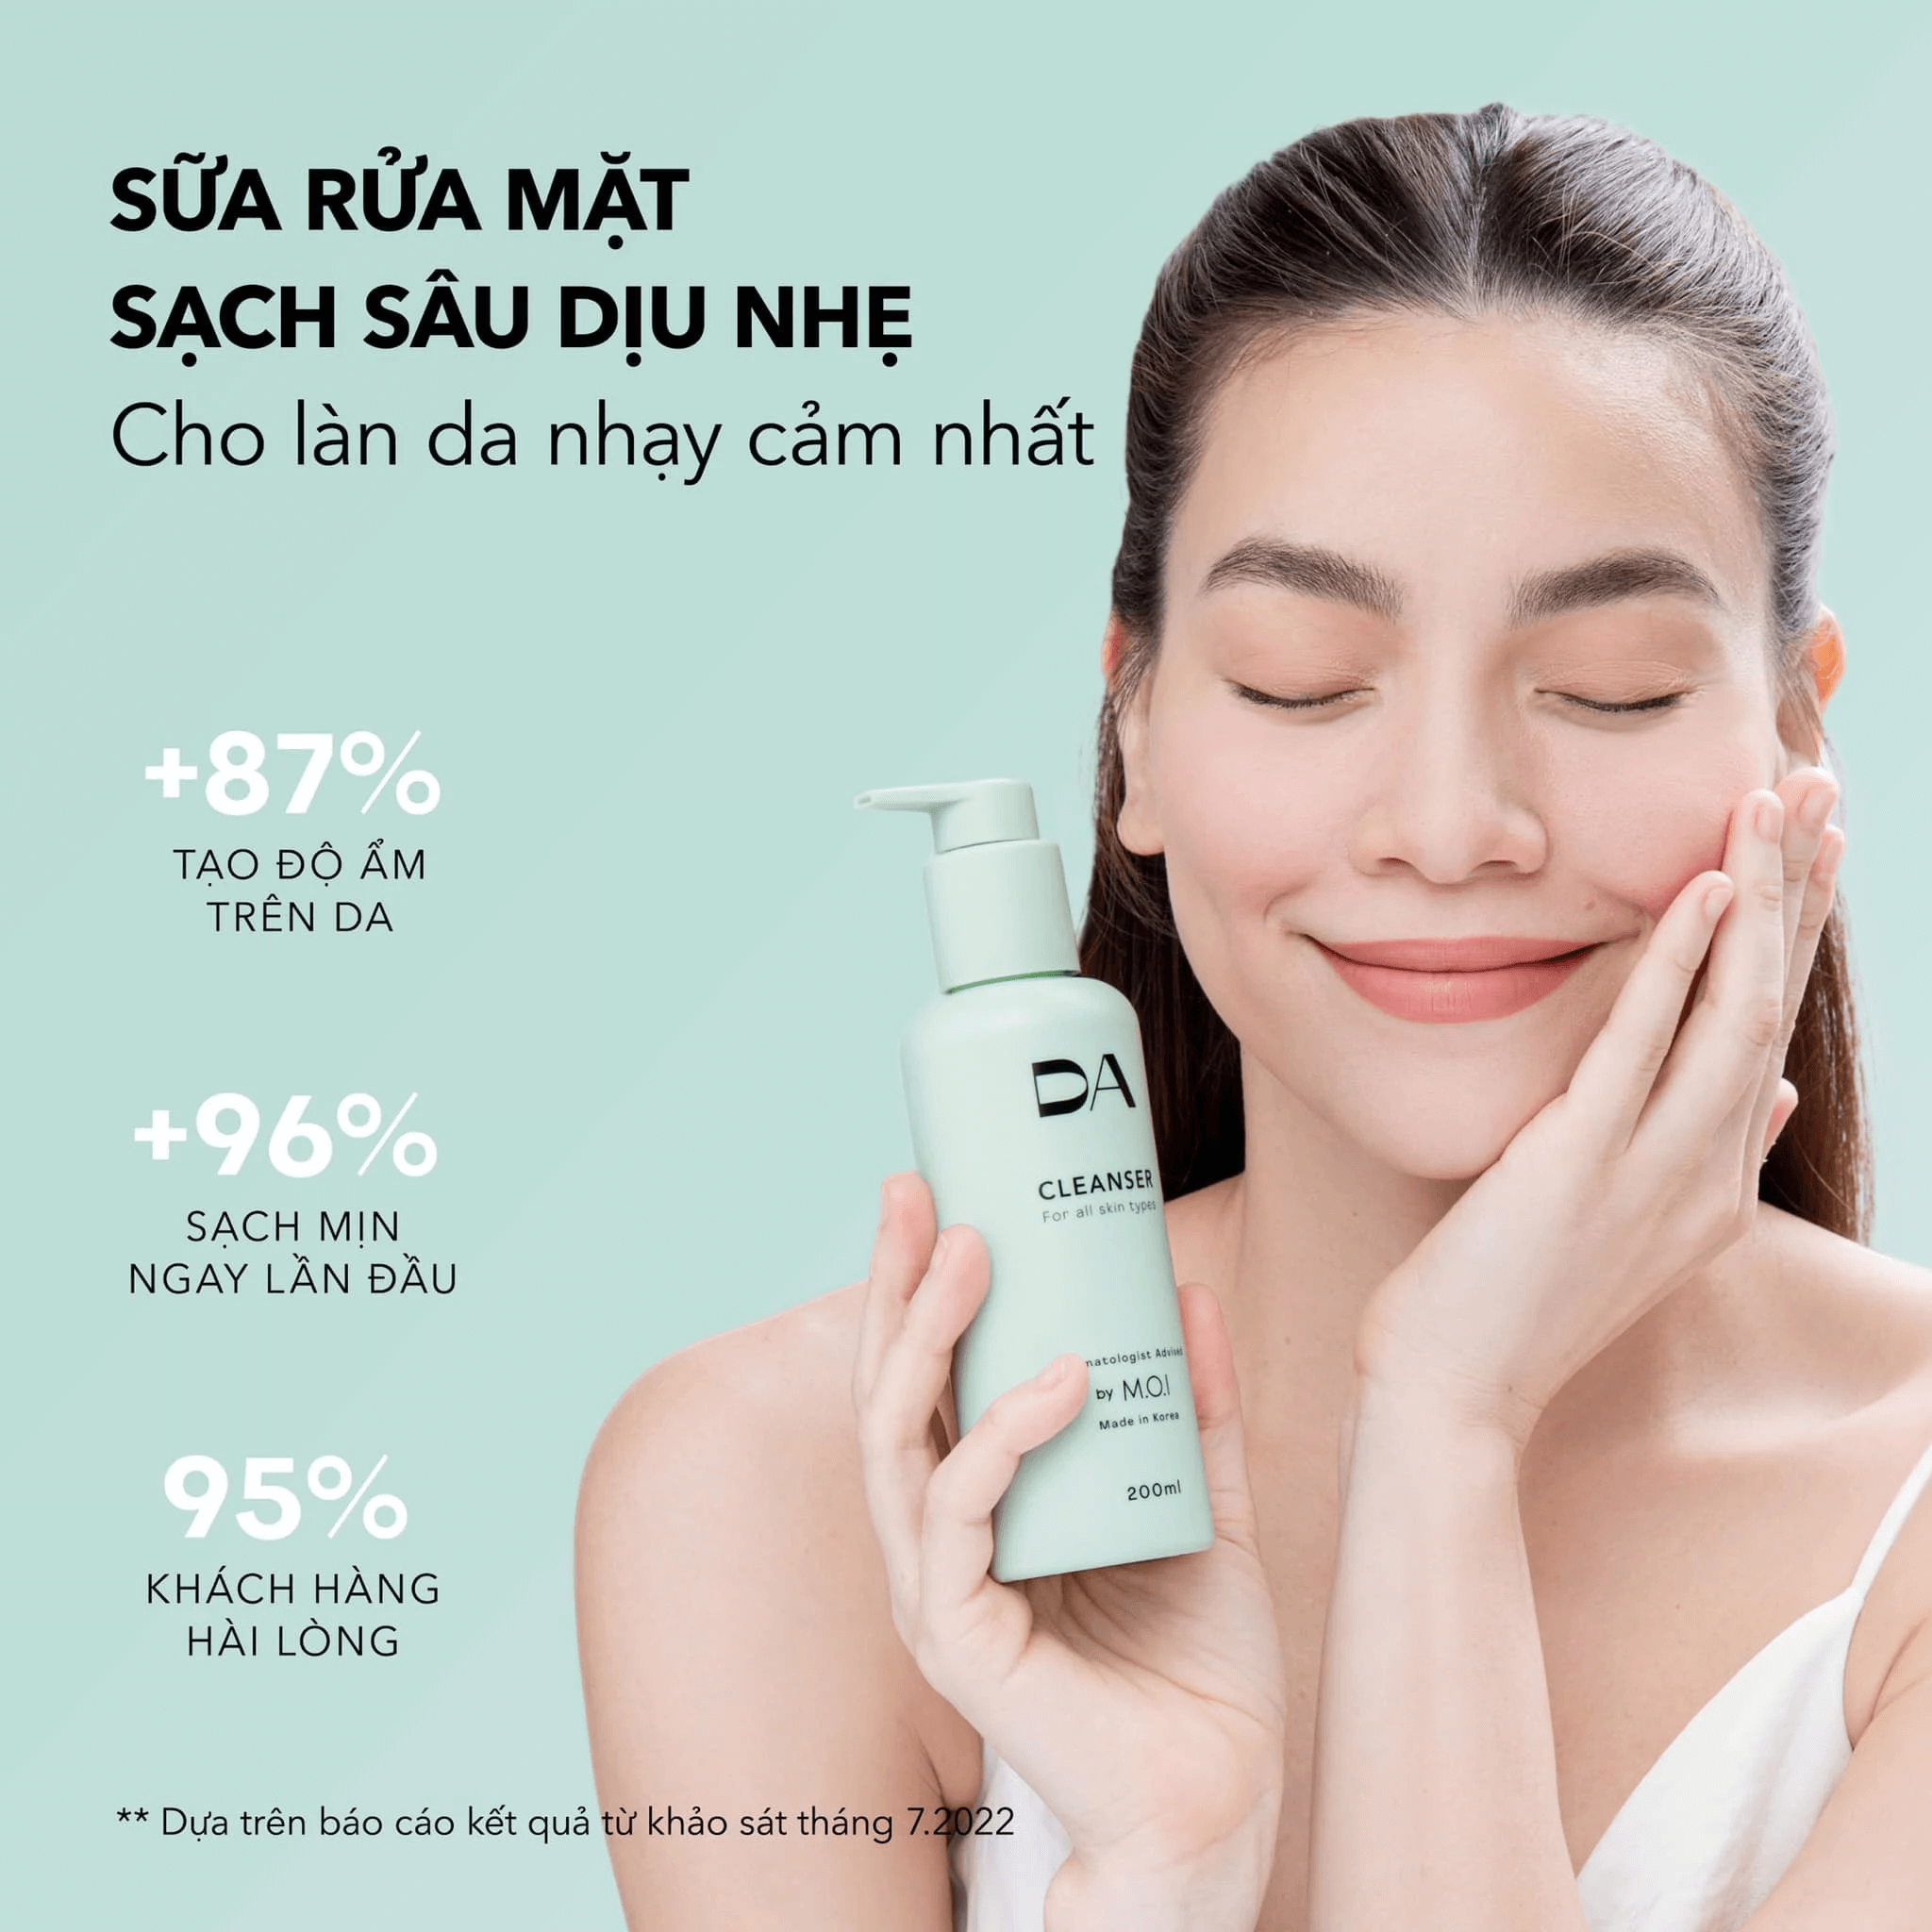 SỮA RỬA MẶT
SẠCH SÂU DỊU NHẸ
Cho làn da nhạy cảm nhất
+87%
TẠO ĐỘ ẨM
TRÊN DA
+96%
SẠCH MỊN
NGAY LẦN ĐẦU
95%
KHÁCH HÀNG
HÀI LÒNG
DA
CLEANSER
For all skin types
by M.O.I
Made in Korea
200ml
** Dựa trên báo cáo kết quả từ khảo sát tháng 7.2022